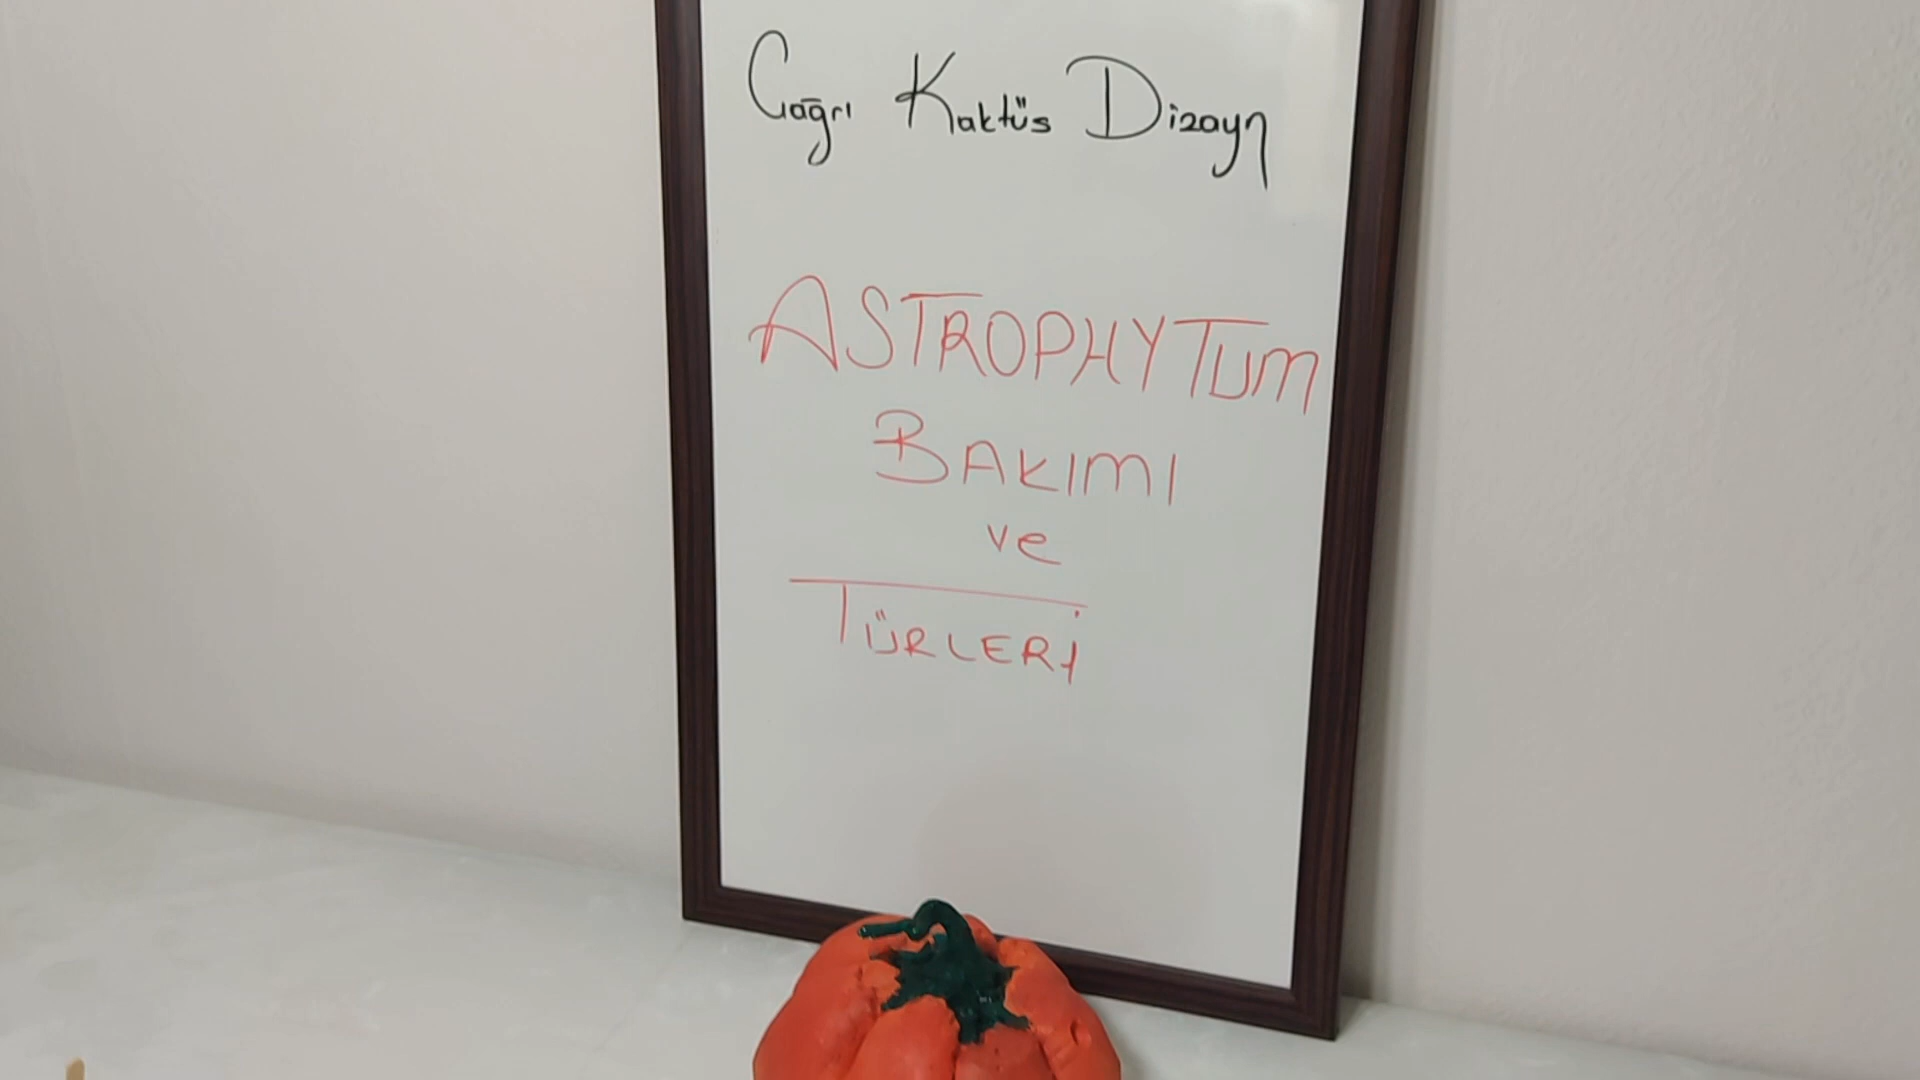 Çağrı Kaktüs Dizayn
ASTROPHYTUM
BAKIMI
ve
TÜRLERİ